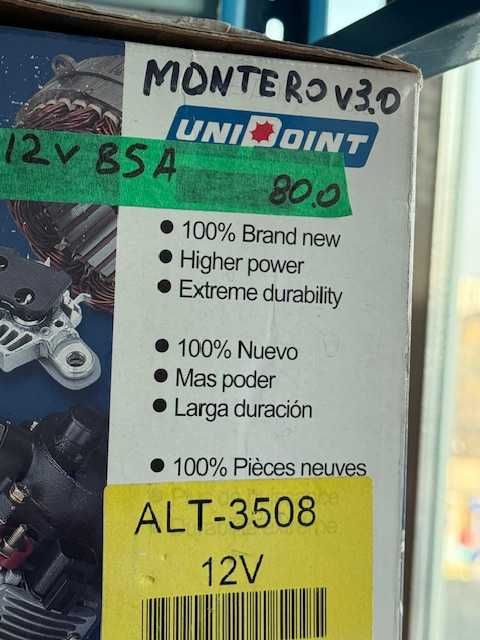 MONTERO V3.0
UNIPOINT
12V 85A 80.0
• 100% Brand new
• Higher power
• Extreme durability
• 100% Nuevo
• Mas poder
• Larga duración
• 100% Pièces neuves
ALT-3508
12V